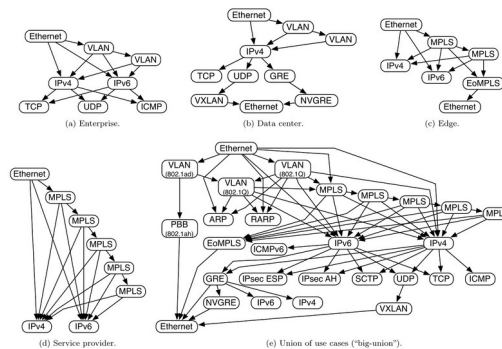 Ethernet
VLAN
VLAN
IPv4
IPv6
TCP
UDP
ICMP
(a) Enterprise.
Ethernet
VLAN
VLAN
IPv4
TCP
UDP
GRE
VXLAN
Ethernet
NVGRE
(b) Data center.
Ethernet
MPLS
MPLS
IPv4
IPv6
EoMPLS
Ethernet
(c) Edge.
Ethernet
MPLS
MPLS
MPLS
MPLS
MPLS
IPv4
IPv6
(d) Service provider.
Ethernet
VLAN
(802.1ad)
VLAN
(802.1Q)
VLAN
(802.1Q)
MPLS
MPLS
MPLS
MPLS
MPLS
PBB
(802.1ah)
ARP
RARP
EoMPLS
ICMPv6
IPv6
IPv4
GRE
IPsec ESP
IPsec AH
SCTP
UDP
TCP
ICMP
NVGRE
IPv6
IPv4
VXLAN
Ethernet
(e) Union of use cases (“big-union”).